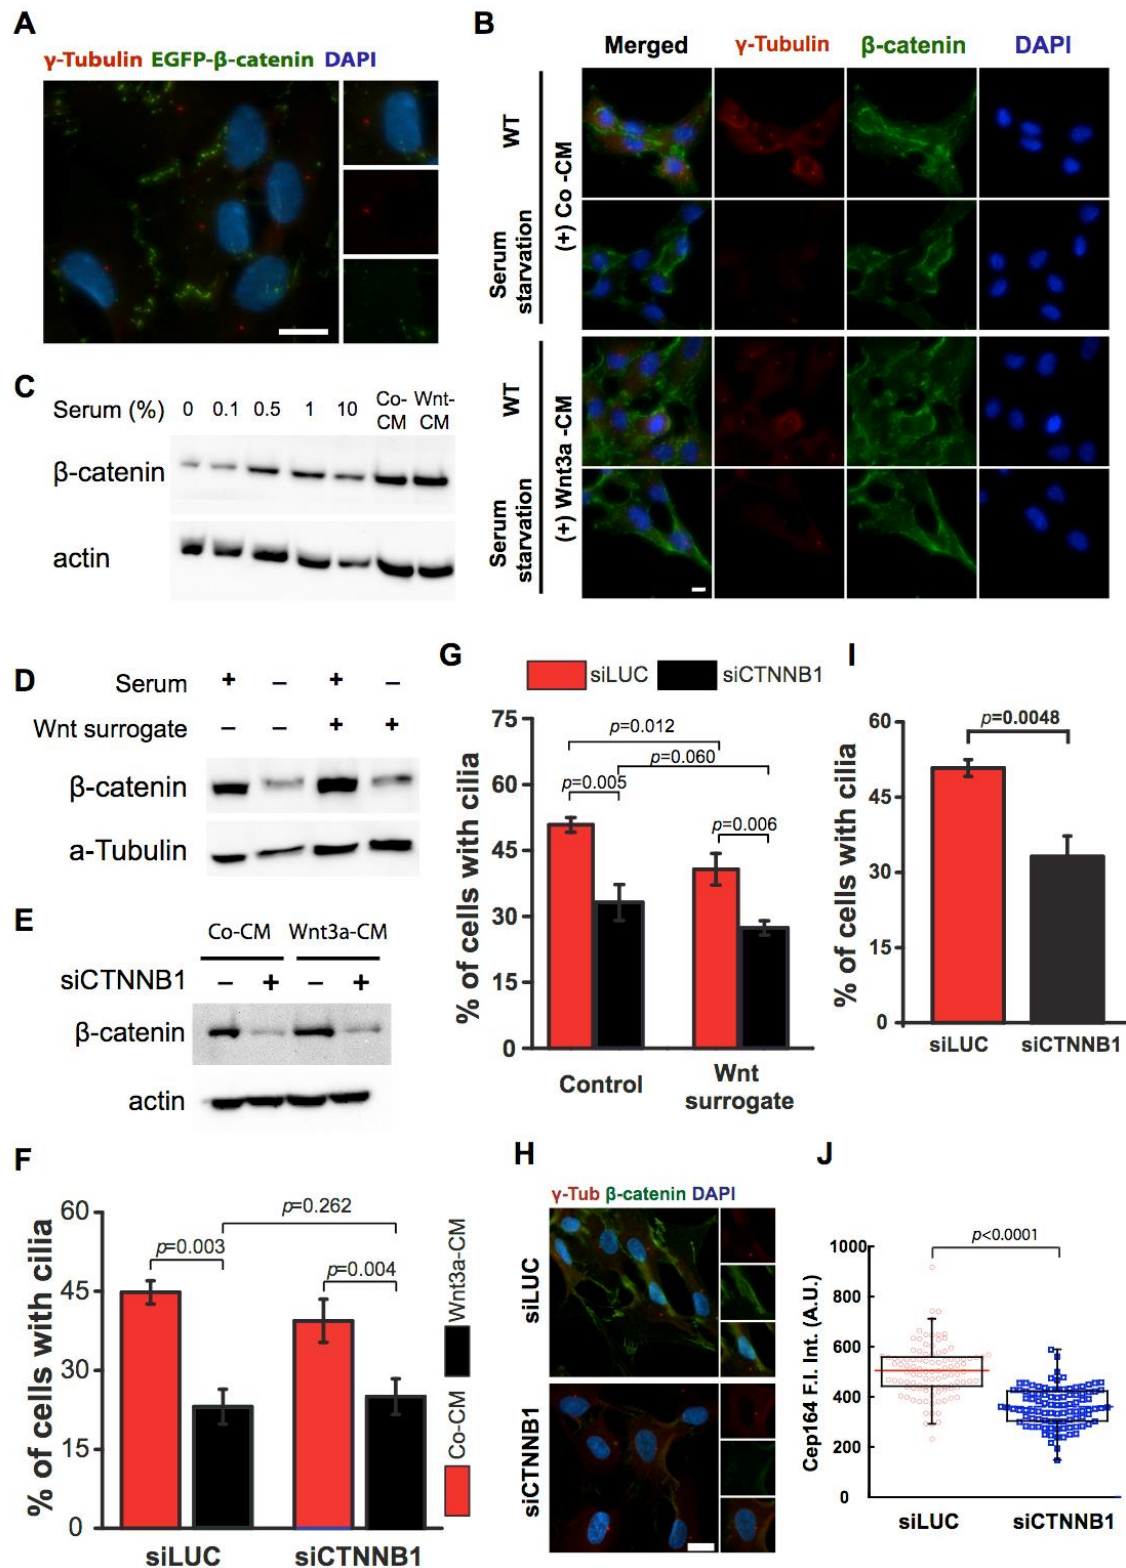 A
γ-Tubulin EGFP-β-catenin DAPI
B
Merged γ-Tubulin β-catenin DAPI
WT
Serum starvation
(+) Co -CM
WT
Serum starvation
(+) Wnt3a -CM
C
Serum (%) 0 0.1 0.5 1 10 Co-CM Wnt-CM
β-catenin
actin
D
Serum + – + –
Wnt surrogate – – + +
β-catenin
a-Tubulin
E
Co-CM Wnt3a-CM
siCTNNB1 – + – +
β-catenin
actin
F
% of cells with cilia
60
45
30
15
0
p=0.003
p=0.262
p=0.004
siLUC siCTNNB1
Co-CM Wnt3a-CM
G
siLUC siCTNNB1
% of cells with cilia
75
60
45
30
15
0
p=0.012
p=0.060
p=0.005
p=0.006
Control Wnt surrogate
H
γ-Tub β-catenin DAPI
siLUC
siCTNNB1
I
% of cells with cilia
60
45
30
15
0
p=0.0048
siLUC siCTNNB1
J
Cep164 F.I. Int. (A.U.)
1000
800
600
400
200
0
p<0.0001
siLUC siCTNNB1